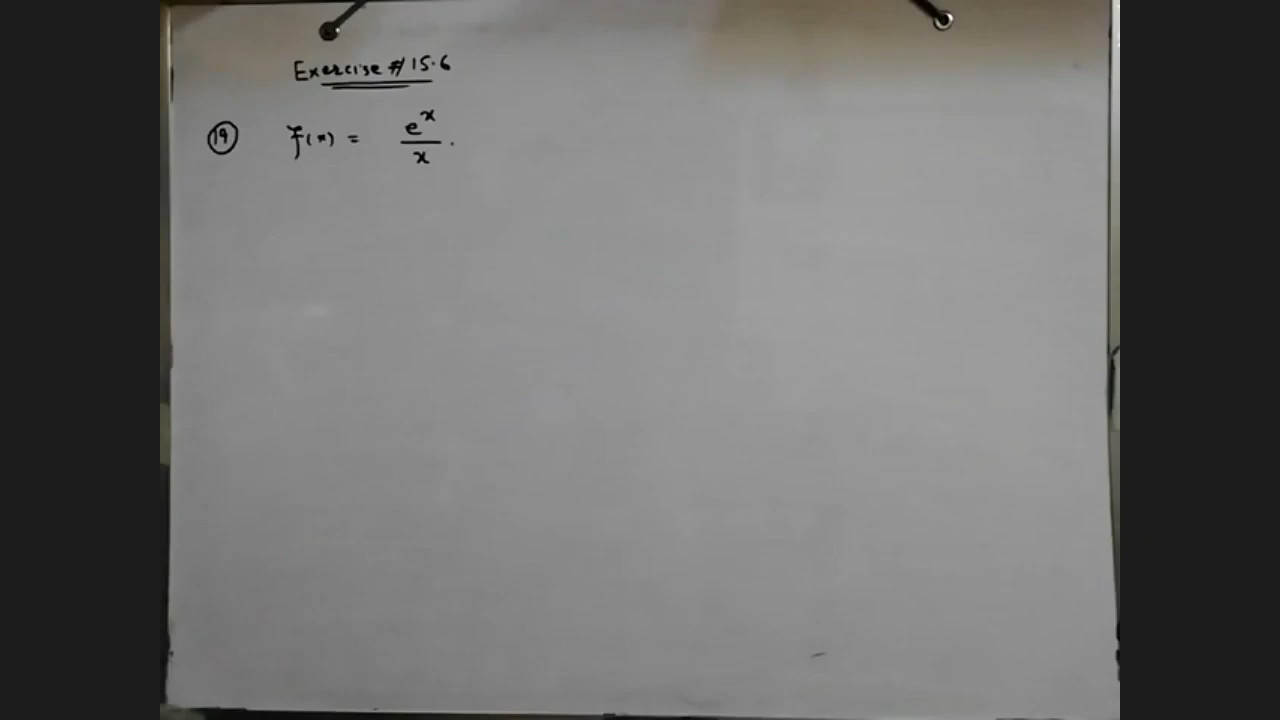 Exercise # 15.6
19 f(x) = e^x / x .